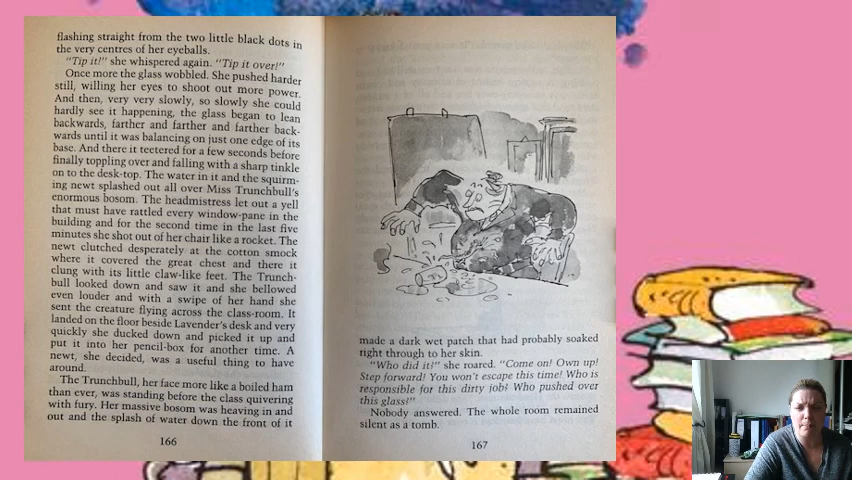 flashing straight from the two little black dots in
the very centres of her eyeballs.
"Tip it!" she whispered again. "Tip it over!"
Once more the glass wobbled. She pushed harder
still, willing her eyes to shoot out more power.
And then, very very slowly, so slowly she could
hardly see it happening, the glass began to lean
backwards, farther and farther and farther back-
wards until it was balancing on just one edge of its
base. And there it teetered for a few seconds before
finally toppling over and falling with a sharp tinkle
on to the desk-top. The water in it and the squirm-
ing newt splashed out all over Miss Trunchbull's
enormous bosom. The headmistress let out a yell
that must have rattled every window-pane in the
building and for the second time in the last five
minutes she shot out of her chair like a rocket. The
newt clutched desperately at the cotton smock
where it covered the great chest and there it
clung with its little claw-like feet. The Trunch-
bull looked down and saw it and she bellowed
even louder and with a swipe of her hand she
sent the creature flying across the class-room. It
landed on the floor beside Lavender's desk and very
quickly she ducked down and picked it up and
put it into her pencil-box for another time. A
newt, she decided, was a useful thing to have
around.
The Trunchbull, her face more like a boiled ham
than ever, was standing before the class quivering
with fury. Her massive bosom was heaving in and
out and the splash of water down the front of it
166
made a dark wet patch that had probably soaked
right through to her skin.
"Who did it?" she roared. "Come on! Own up!
Step forward! You won't escape this time! Who is
responsible for this dirty job? Who pushed over
this glass?"
Nobody answered. The whole room remained
silent as a tomb.
167